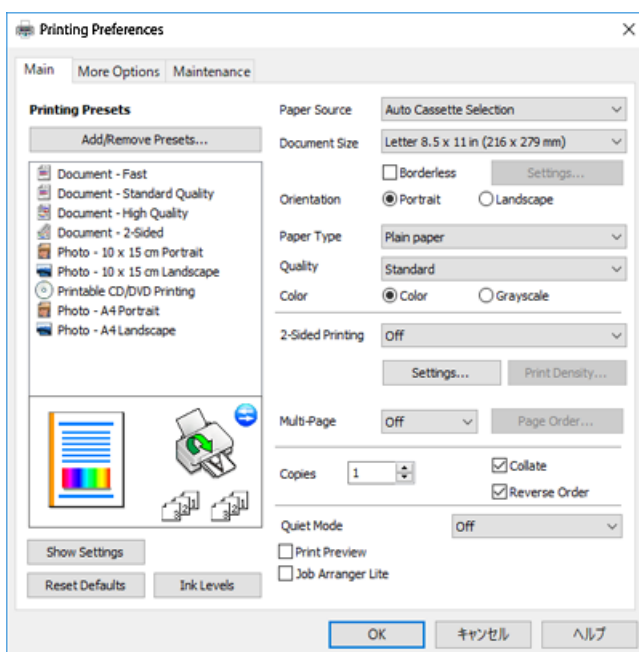 Printing Preferences
Main
More Options
Maintenance
Printing Presets
Add/Remove Presets...
Document - Fast
Document - Standard Quality
Document - High Quality
Document - 2-Sided
Photo - 10 x 15 cm Portrait
Photo - 10 x 15 cm Landscape
Printable CD/DVD Printing
Photo - A4 Portrait
Photo - A4 Landscape
Show Settings
Reset Defaults
Ink Levels
Paper Source
Auto Cassette Selection
Document Size
Letter 8.5 x 11 in (216 x 279 mm)
Borderless
Settings...
Orientation
Portrait
Landscape
Paper Type
Plain paper
Quality
Standard
Color
Color
Grayscale
2-Sided Printing
Off
Settings...
Print Density...
Multi-Page
Off
Page Order...
Copies
1
Collate
Reverse Order
Quiet Mode
Off
Print Preview
Job Arranger Lite
OK
キャンセル
ヘルプ